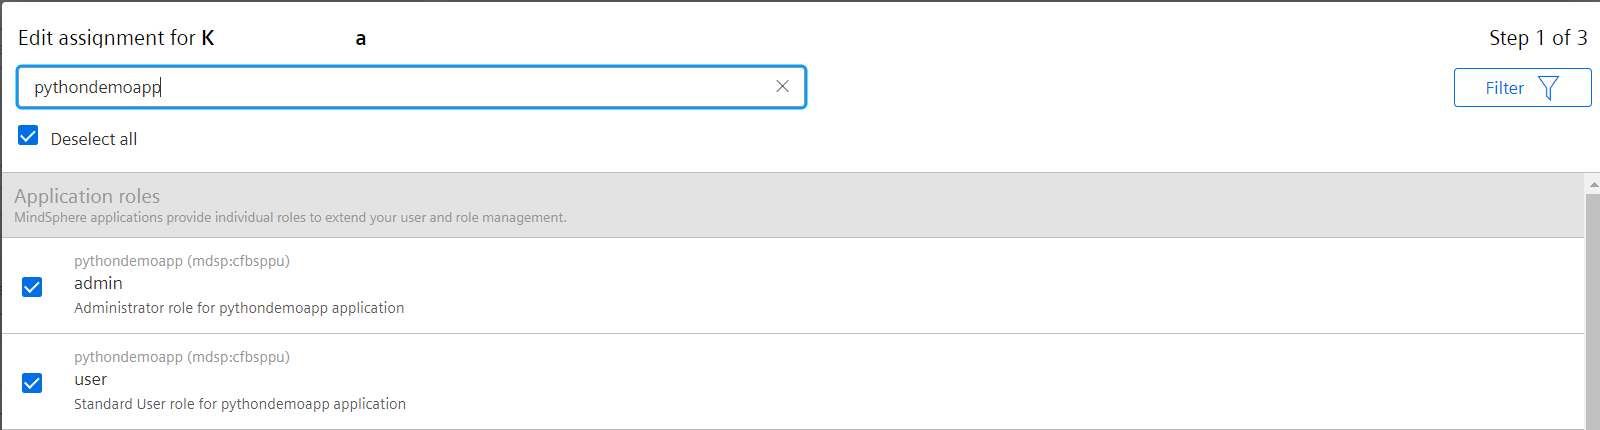 Edit assignment for K a
Step 1 of 3
pythondemoapp
Filter
Deselect all
Application roles
MindSphere applications provide individual roles to extend your user and role management.
pythondemoapp (mdsp:cfbsppu)
admin
Administrator role for pythondemoapp application
pythondemoapp (mdsp:cfbsppu)
user
Standard User role for pythondemoapp application